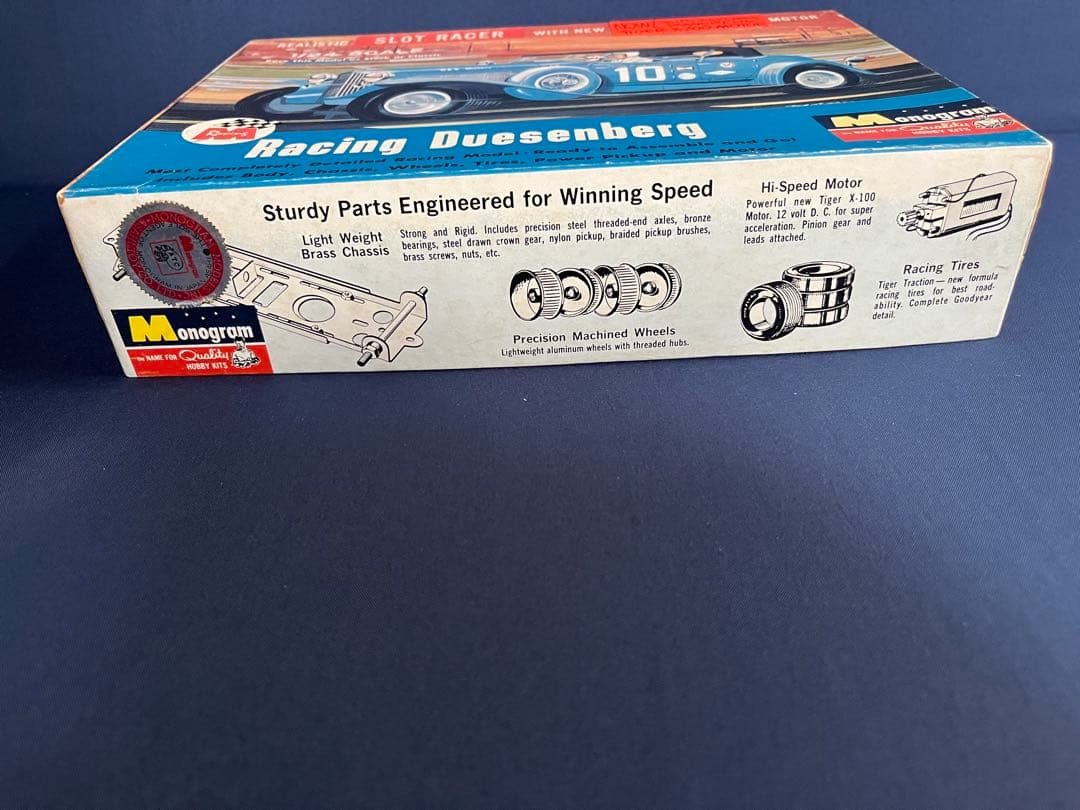 REALISTIC SLOT RACER WITH NEW MOTOR
1/24 SCALE
10
Racing Duesenberg
Most Completely Detailed Racing Model - Ready to Assemble and Go!
Includes Body, Chassis, Wheels, Tires, Power Pickup and Motor
Monogram
THE NAME FOR Quality
HOBBY KITS
Sturdy Parts Engineered for Winning Speed
Light Weight
Brass Chassis
Strong and Rigid. Includes precision steel threaded-end axles, bronze
bearings, steel drawn crown gear, nylon pickup, braided pickup brushes,
brass screws, nuts, etc.
Hi-Speed Motor
Powerful new Tiger X-100
Motor. 12 volt D. C. for super
acceleration. Pinion gear and
leads attached.
Precision Machined Wheels
Lightweight aluminum wheels with threaded hubs.
Racing Tires
Tiger Traction — new formula
racing tires for best road-
ability. Complete Goodyear
detail.
MONOGRAM
Monogram
THE NAME FOR Quality
HOBBY KITS